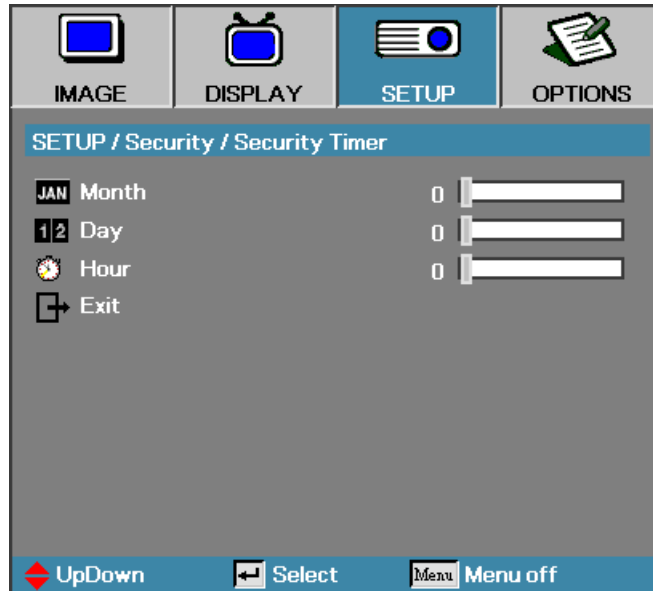 IMAGE DISPLAY SETUP OPTIONS
SETUP / Security / Security Timer
JAN Month 0
1 2 Day 0
Hour 0
Exit
UpDown Select Menu Menu off